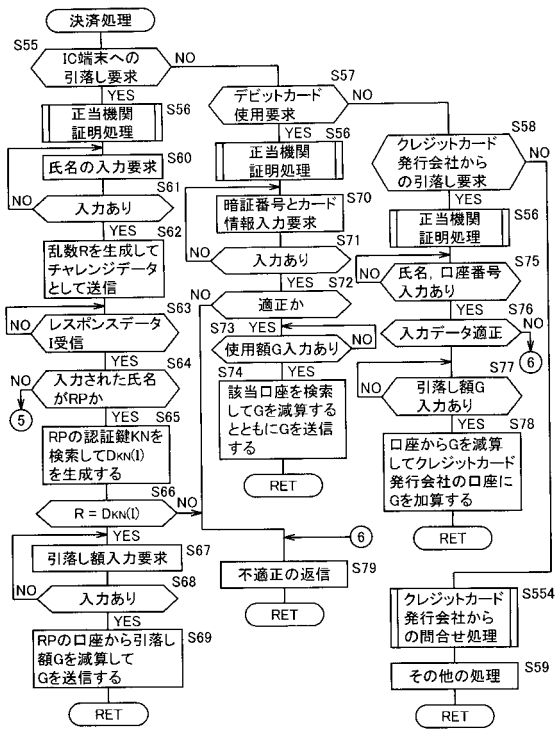 決済処理
S55
IC端末への
引落し要求
NO
YES
正当機関
証明処理
S56
氏名の入力要求
S60
S61
NO
入力あり
YES
S62
乱数Rを生成して
チャレンジデータ
として送信
S63
NO
レスポンスデータ
I受信
YES
S64
NO
入力された氏名
がRPか
5
YES
S65
RPの認証鍵KNを
検索してDKN(I)
を生成する
S66
R = DKN(I)
NO
YES
引落し額入力要求
S67
S68
NO
入力あり
YES
RPの口座から引落し
額Gを減算して
Gを送信する
S69
RET
S57
デビットカード
使用要求
NO
YES
S56
正当機関
証明処理
S70
暗証番号とカード
情報入力要求
S71
NO
入力あり
YES
S72
NO
適正か
S73
YES
使用額G入力あり
NO
S74
YES
該当口座を検索
してGを減算する
とともにGを送信
する
RET
6
不適正の返信
S79
RET
S58
クレジットカード
発行会社から
の引落し要求
NO
YES
S56
正当機関
証明処理
S75
NO
氏名，口座番号
入力あり
YES
S76
入力データ適正
NO
6
YES
S77
NO
引落し額G
入力あり
YES
S78
口座からGを減算
してクレジットカード
発行会社の口座に
Gを加算する
RET
クレジットカード
発行会社から
の問合せ処理
S554
その他の処理
S59
RET